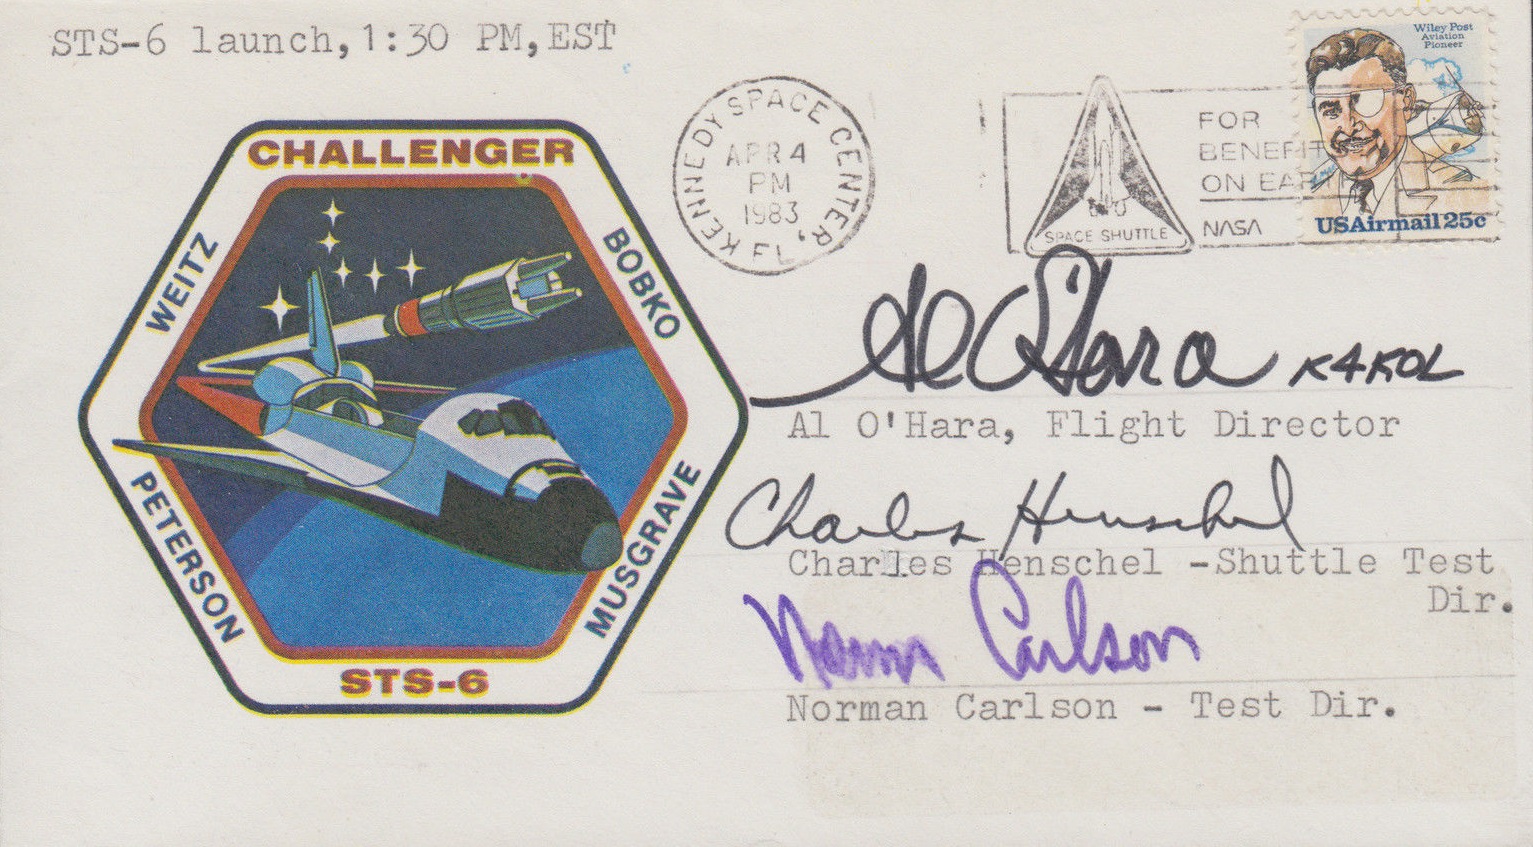 STS-6 launch, 1:30 PM, EST
CHALLENGER
WEITZ
BOBKO
PETERSON
MUSGRAVE
STS-6
KENNEDY SPACE CENTER, FL
APR 4
PM
1983
SPACE SHUTTLE
FOR
BENEFIT
ON EARTH
NASA
Wiley Post
Aviation
Pioneer
USAirmail 25c
Al O'Hara K4KOL
Al O'Hara, Flight Director
Charles Henschel
Charles Henschel -Shuttle Test
Dir.
Norm Carlson
Norman Carlson - Test Dir.